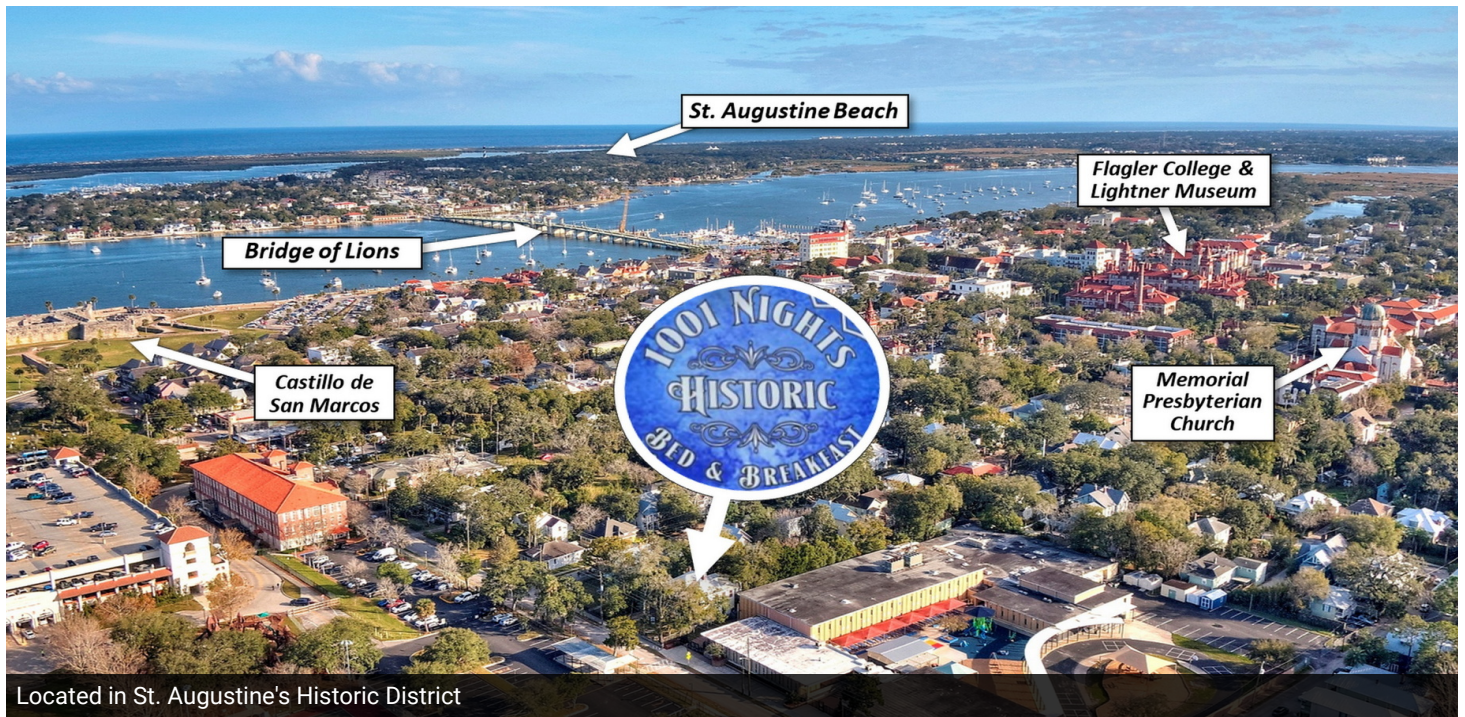 St. Augustine Beach
Flagler College &
Lightner Museum
Bridge of Lions
1001 NIGHTS
HISTORIC
BED & BREAKFAST
Castillo de
San Marcos
Memorial
Presbyterian
Church
Located in St. Augustine's Historic District